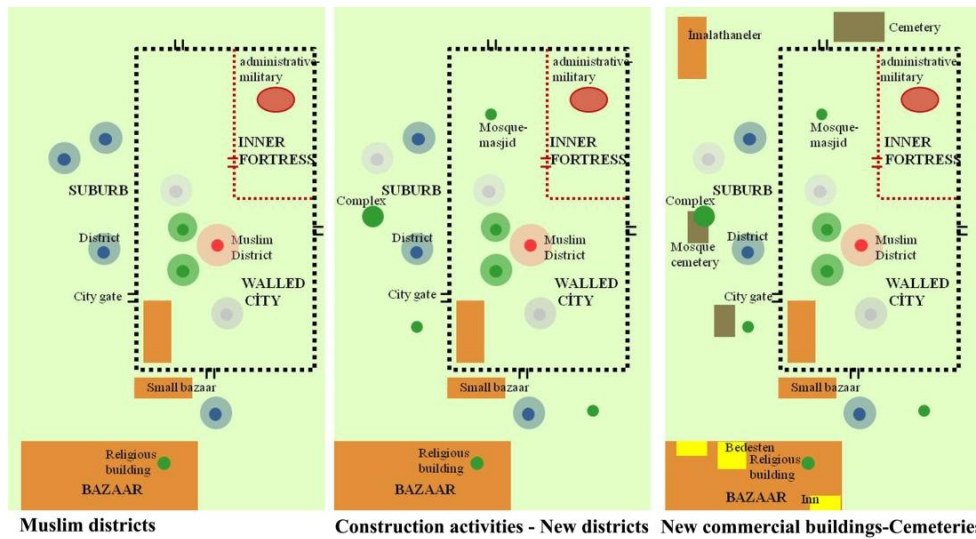 administrative-
military
INNER
FORTRESS
SUBURB
District
Muslim
District
City gate
WALLED
CİTY
Small bazaar
Religious
building
BAZAAR
Muslim districts
administrative-
military
Mosque-
masjid
INNER
FORTRESS
SUBURB
Complex
District
Muslim
District
City gate
WALLED
CİTY
Small bazaar
Religious
building
BAZAAR
Construction activities - New districts
İmalathaneler
Cemetery
administrative-
military
Mosque-
masjid
INNER
FORTRESS
SUBURB
Complex
District
Mosque
cemetery
Muslim
District
City gate
WALLED
CİTY
Small bazaar
Bedesten
Religious
building
BAZAAR
Inn
New commercial buildings-Cemeteries